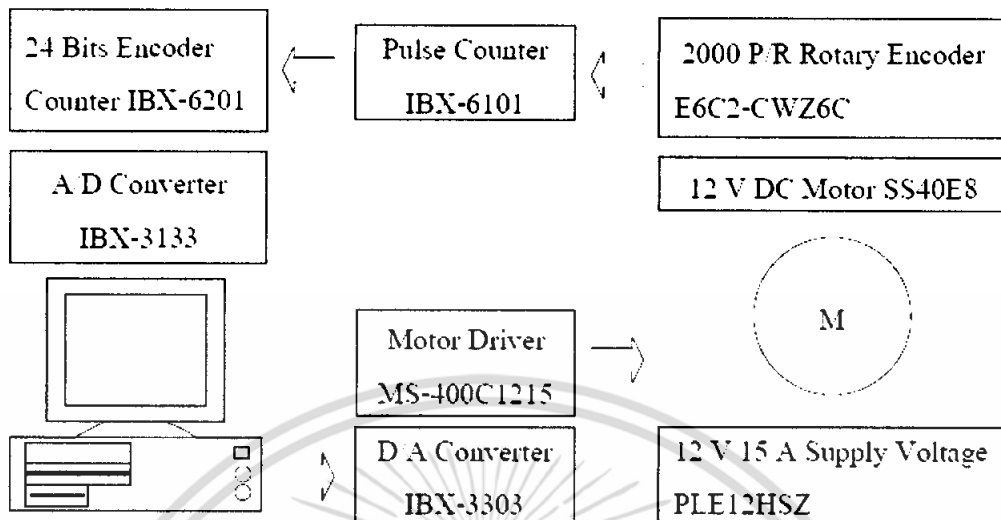 24 Bits Encoder
Counter IBX-6201
Pulse Counter
IBX-6101
2000 P/R Rotary Encoder
E6C2-CWZ6C
A/D Converter
IBX-3133
12 V DC Motor SS40E8
M
Motor Driver
MS-400C1215
D/A Converter
IBX-3303
12 V 15 A Supply Voltage
PLE12HSZ